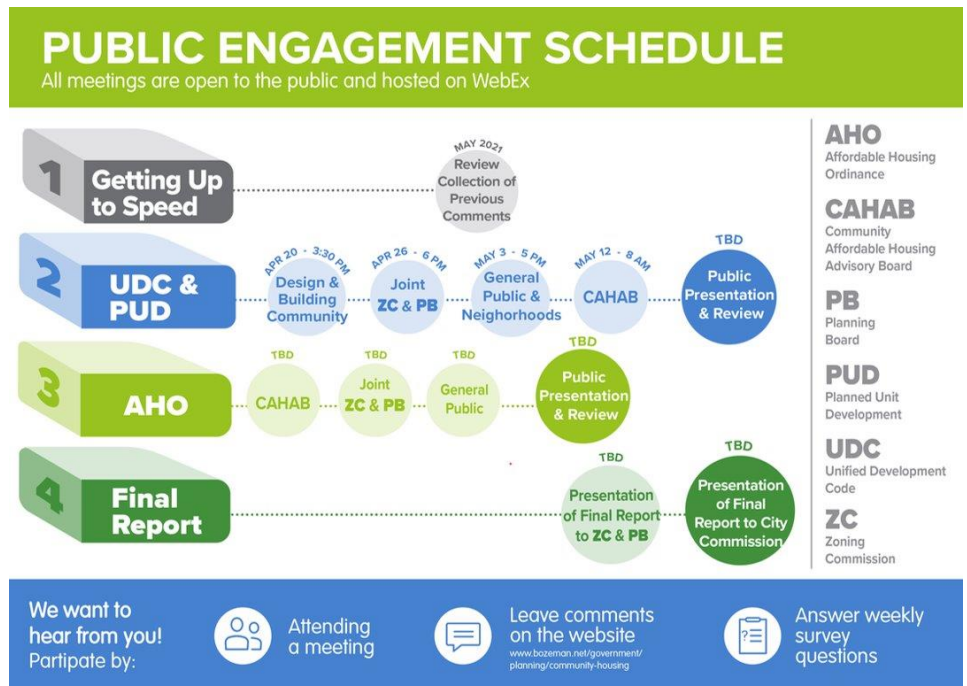 PUBLIC ENGAGEMENT SCHEDULE
All meetings are open to the public and hosted on WebEx
1
Getting Up
to Speed
MAY 2021
Review
Collection of
Previous
Comments
2
UDC &
PUD
APR 20 - 3:30 PM
Design &
Building
Community
APR 26 - 6 PM
Joint
ZC & PB
MAY 3 - 5 PM
General
Public &
Neighorhoods
MAY 12 - 8 AM
CAHAB
TBD
Public
Presentation
& Review
3
AHO
TBD
CAHAB
TBD
Joint
ZC & PB
TBD
General
Public
TBD
Public
Presentation
& Review
4
Final
Report
TBD
Presentation
of Final Report
to ZC & PB
TBD
Presentation
of Final
Report to City
Commission
AHO
Affordable Housing
Ordinance
CAHAB
Community
Affordable Housing
Advisory Board
PB
Planning
Board
PUD
Planned Unit
Development
UDC
Unified Development
Code
ZC
Zoning
Commission
We want to
hear from you!
Partipate by:
Attending
a meeting
Leave comments
on the website
www.bozeman.net/government/
planning/community-housing
Answer weekly
survey
questions